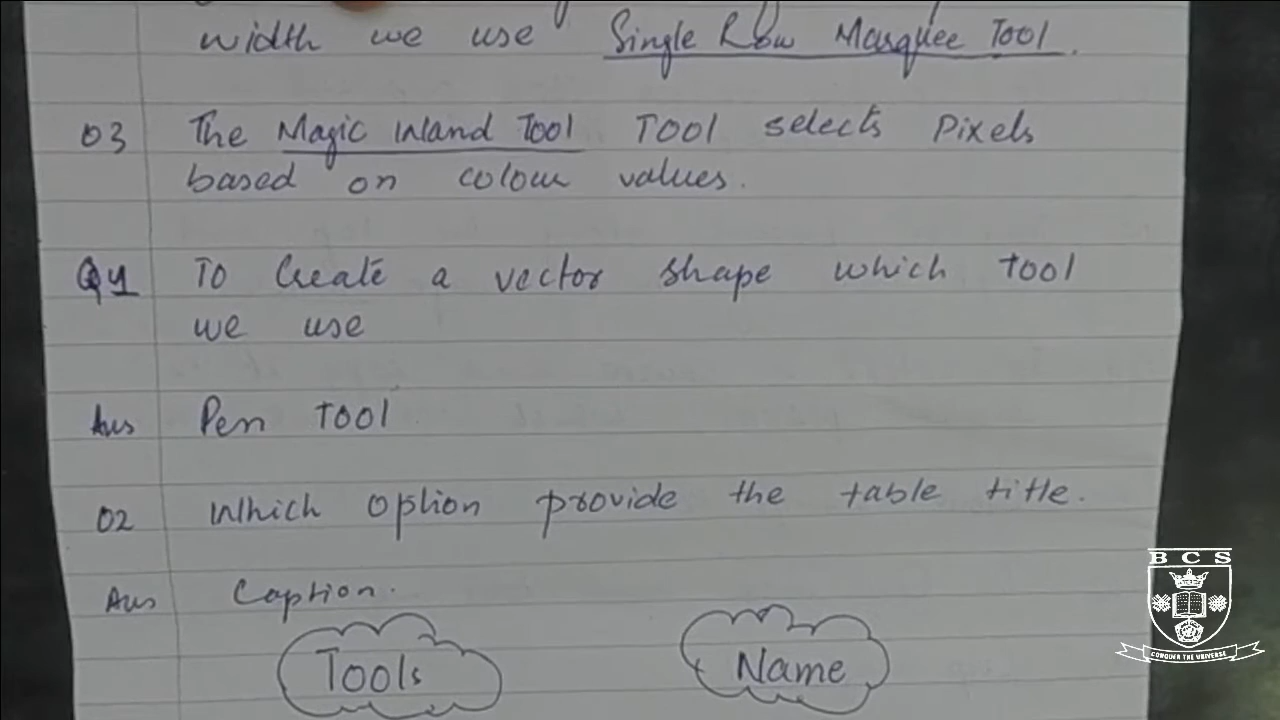 width we use Single Row Marquee Tool.
03 The Magic Wand Tool Tool selects Pixels
based on colour values.
Q4 To Create a vector shape which tool
we use
Aus Pen Tool
02 Which option provide the table title.
Aus Caption.
Tools Name
BCS
CONQUER THE UNIVERSE